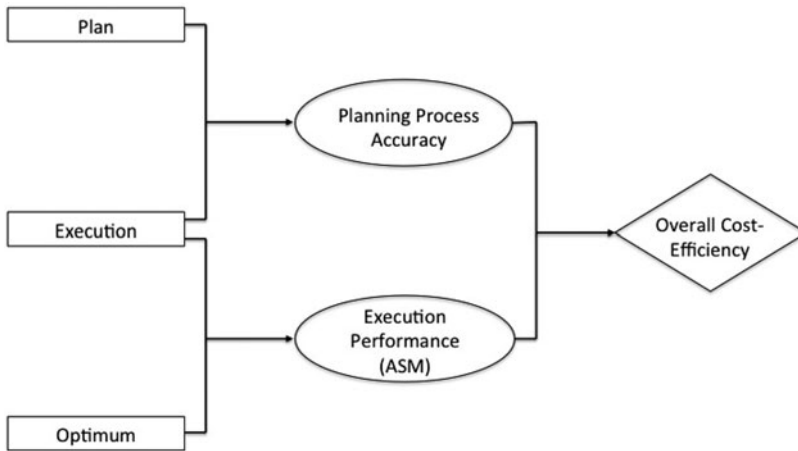 Plan
Planning Process
Accuracy
Execution
Overall Cost-
Efficiency
Execution
Performance
(ASM)
Optimum